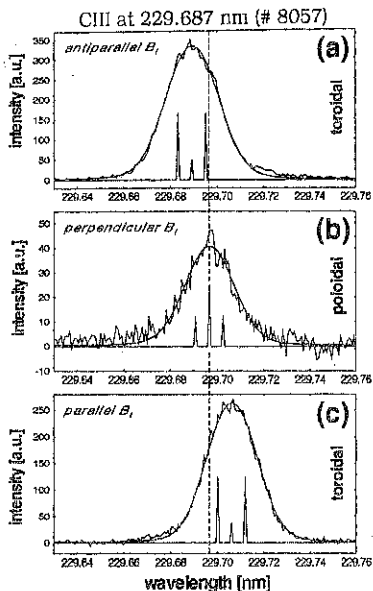 CIII at 229.687 nm (# 8057)
antiparallel Bt
(a)
350
300
250
200
150
100
50
0
intensity [a.u.]
toroidal
229.64 229.66 229.68 229.70 229.72 229.74 229.76
perpendicular Bt
(b)
50
40
30
20
10
0
-10
intensity [a.u.]
poloidal
229.64 229.66 229.68 229.70 229.72 229.74 229.76
parallel Bt
(c)
250
200
150
100
50
0
intensity [a.u.]
toroidal
229.64 229.66 229.68 229.70 229.72 229.74 229.76
wavelength [nm]